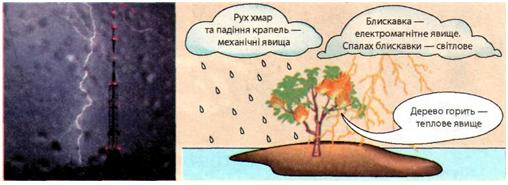 Рух хмар
та падіння крапель —
механічні явища
Блискавка —
електромагнітне явище.
Спалах блискавки — світлове
Дерево горить —
теплове явище